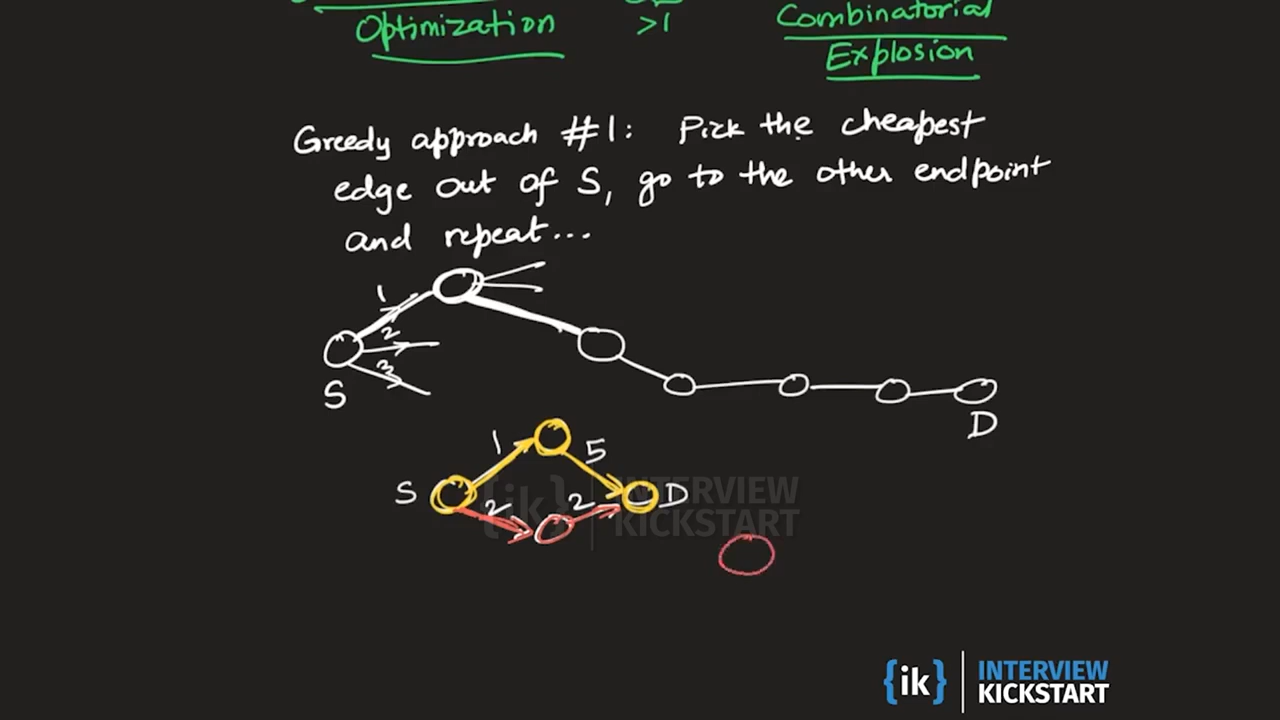 Optimization >1 Combinatorial
Explosion
Greedy approach #1: Pick the cheapest
edge out of S, go to the other endpoint
and repeat...
1
2
3
S
D
1 5
S D
2 2
{ik} INTERVIEW
KICKSTART
{ik} INTERVIEW
KICKSTART